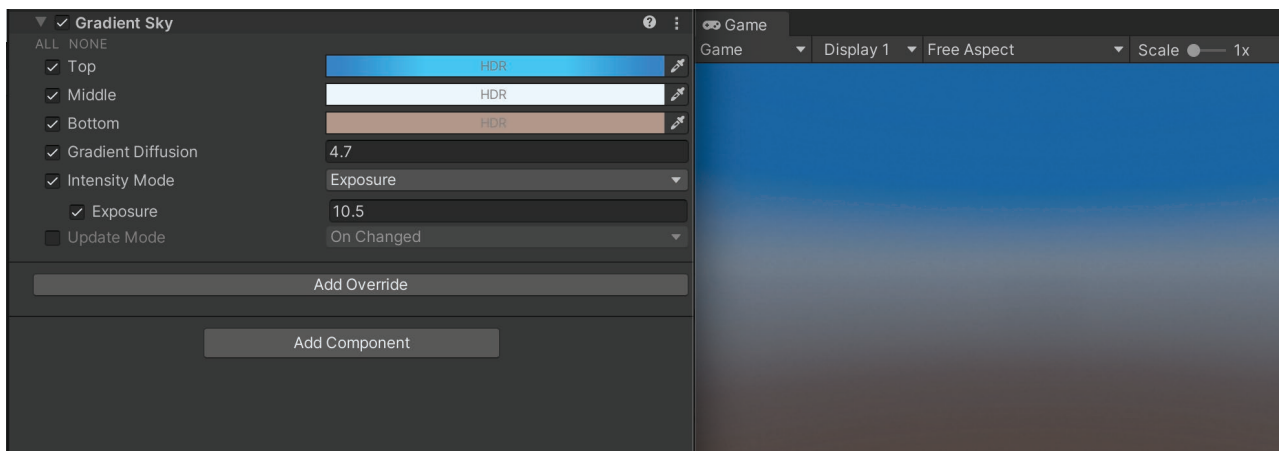 Gradient Sky
ALL NONE
Top HDR
Middle HDR
Bottom HDR
Gradient Diffusion 4.7
Intensity Mode Exposure
Exposure 10.5
Update Mode On Changed
Add Override
Add Component
Game
Game Display 1 Free Aspect Scale 1x